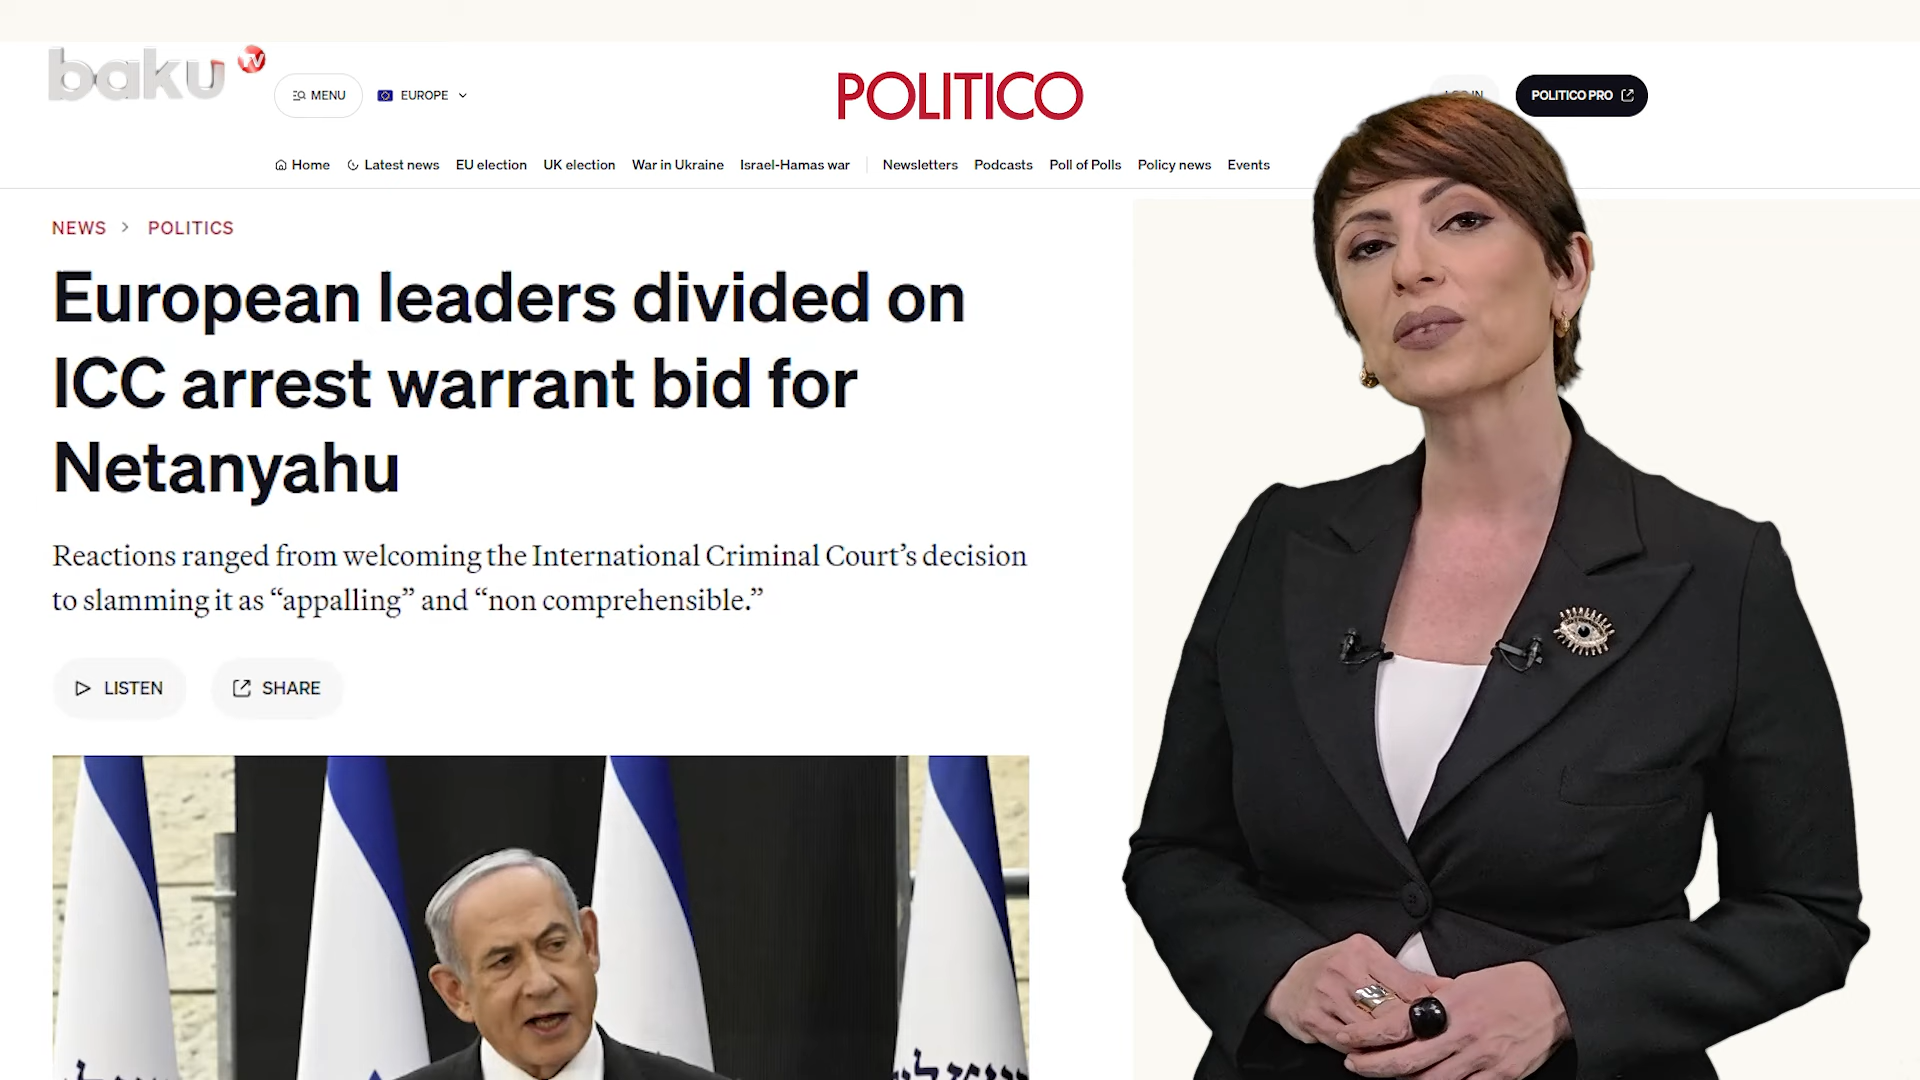 baku TV
MENU
EUROPE
POLITICO
POLITICO PRO
Home
Latest news
EU election
UK election
War in Ukraine
Israel-Hamas war
Newsletters
Podcasts
Poll of Polls
Policy news
Events
NEWS > POLITICS
European leaders divided on
ICC arrest warrant bid for
Netanyahu
Reactions ranged from welcoming the International Criminal Court’s decision
to slamming it as “appalling” and “non comprehensible.”
LISTEN
SHARE